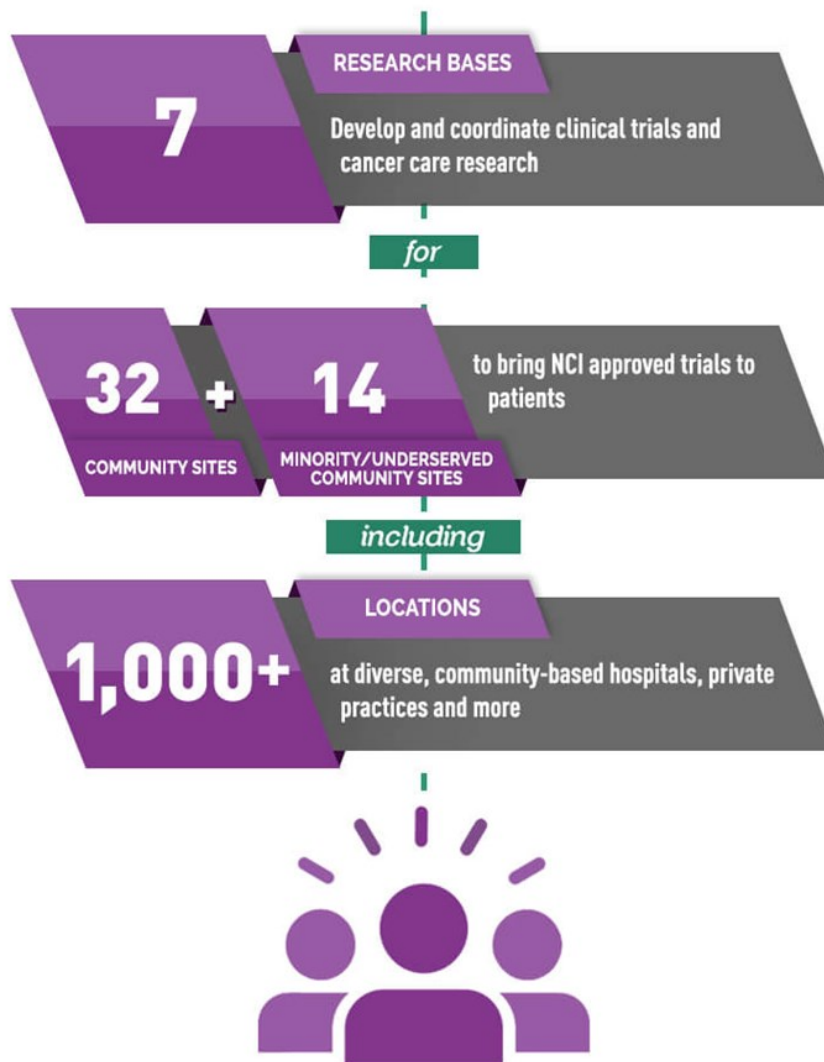 7
RESEARCH BASES
Develop and coordinate clinical trials and
cancer care research
for
32
COMMUNITY SITES
+
14
MINORITY/UNDERSERVED
COMMUNITY SITES
to bring NCI approved trials to
patients
including
1,000+
LOCATIONS
at diverse, community-based hospitals, private
practices and more